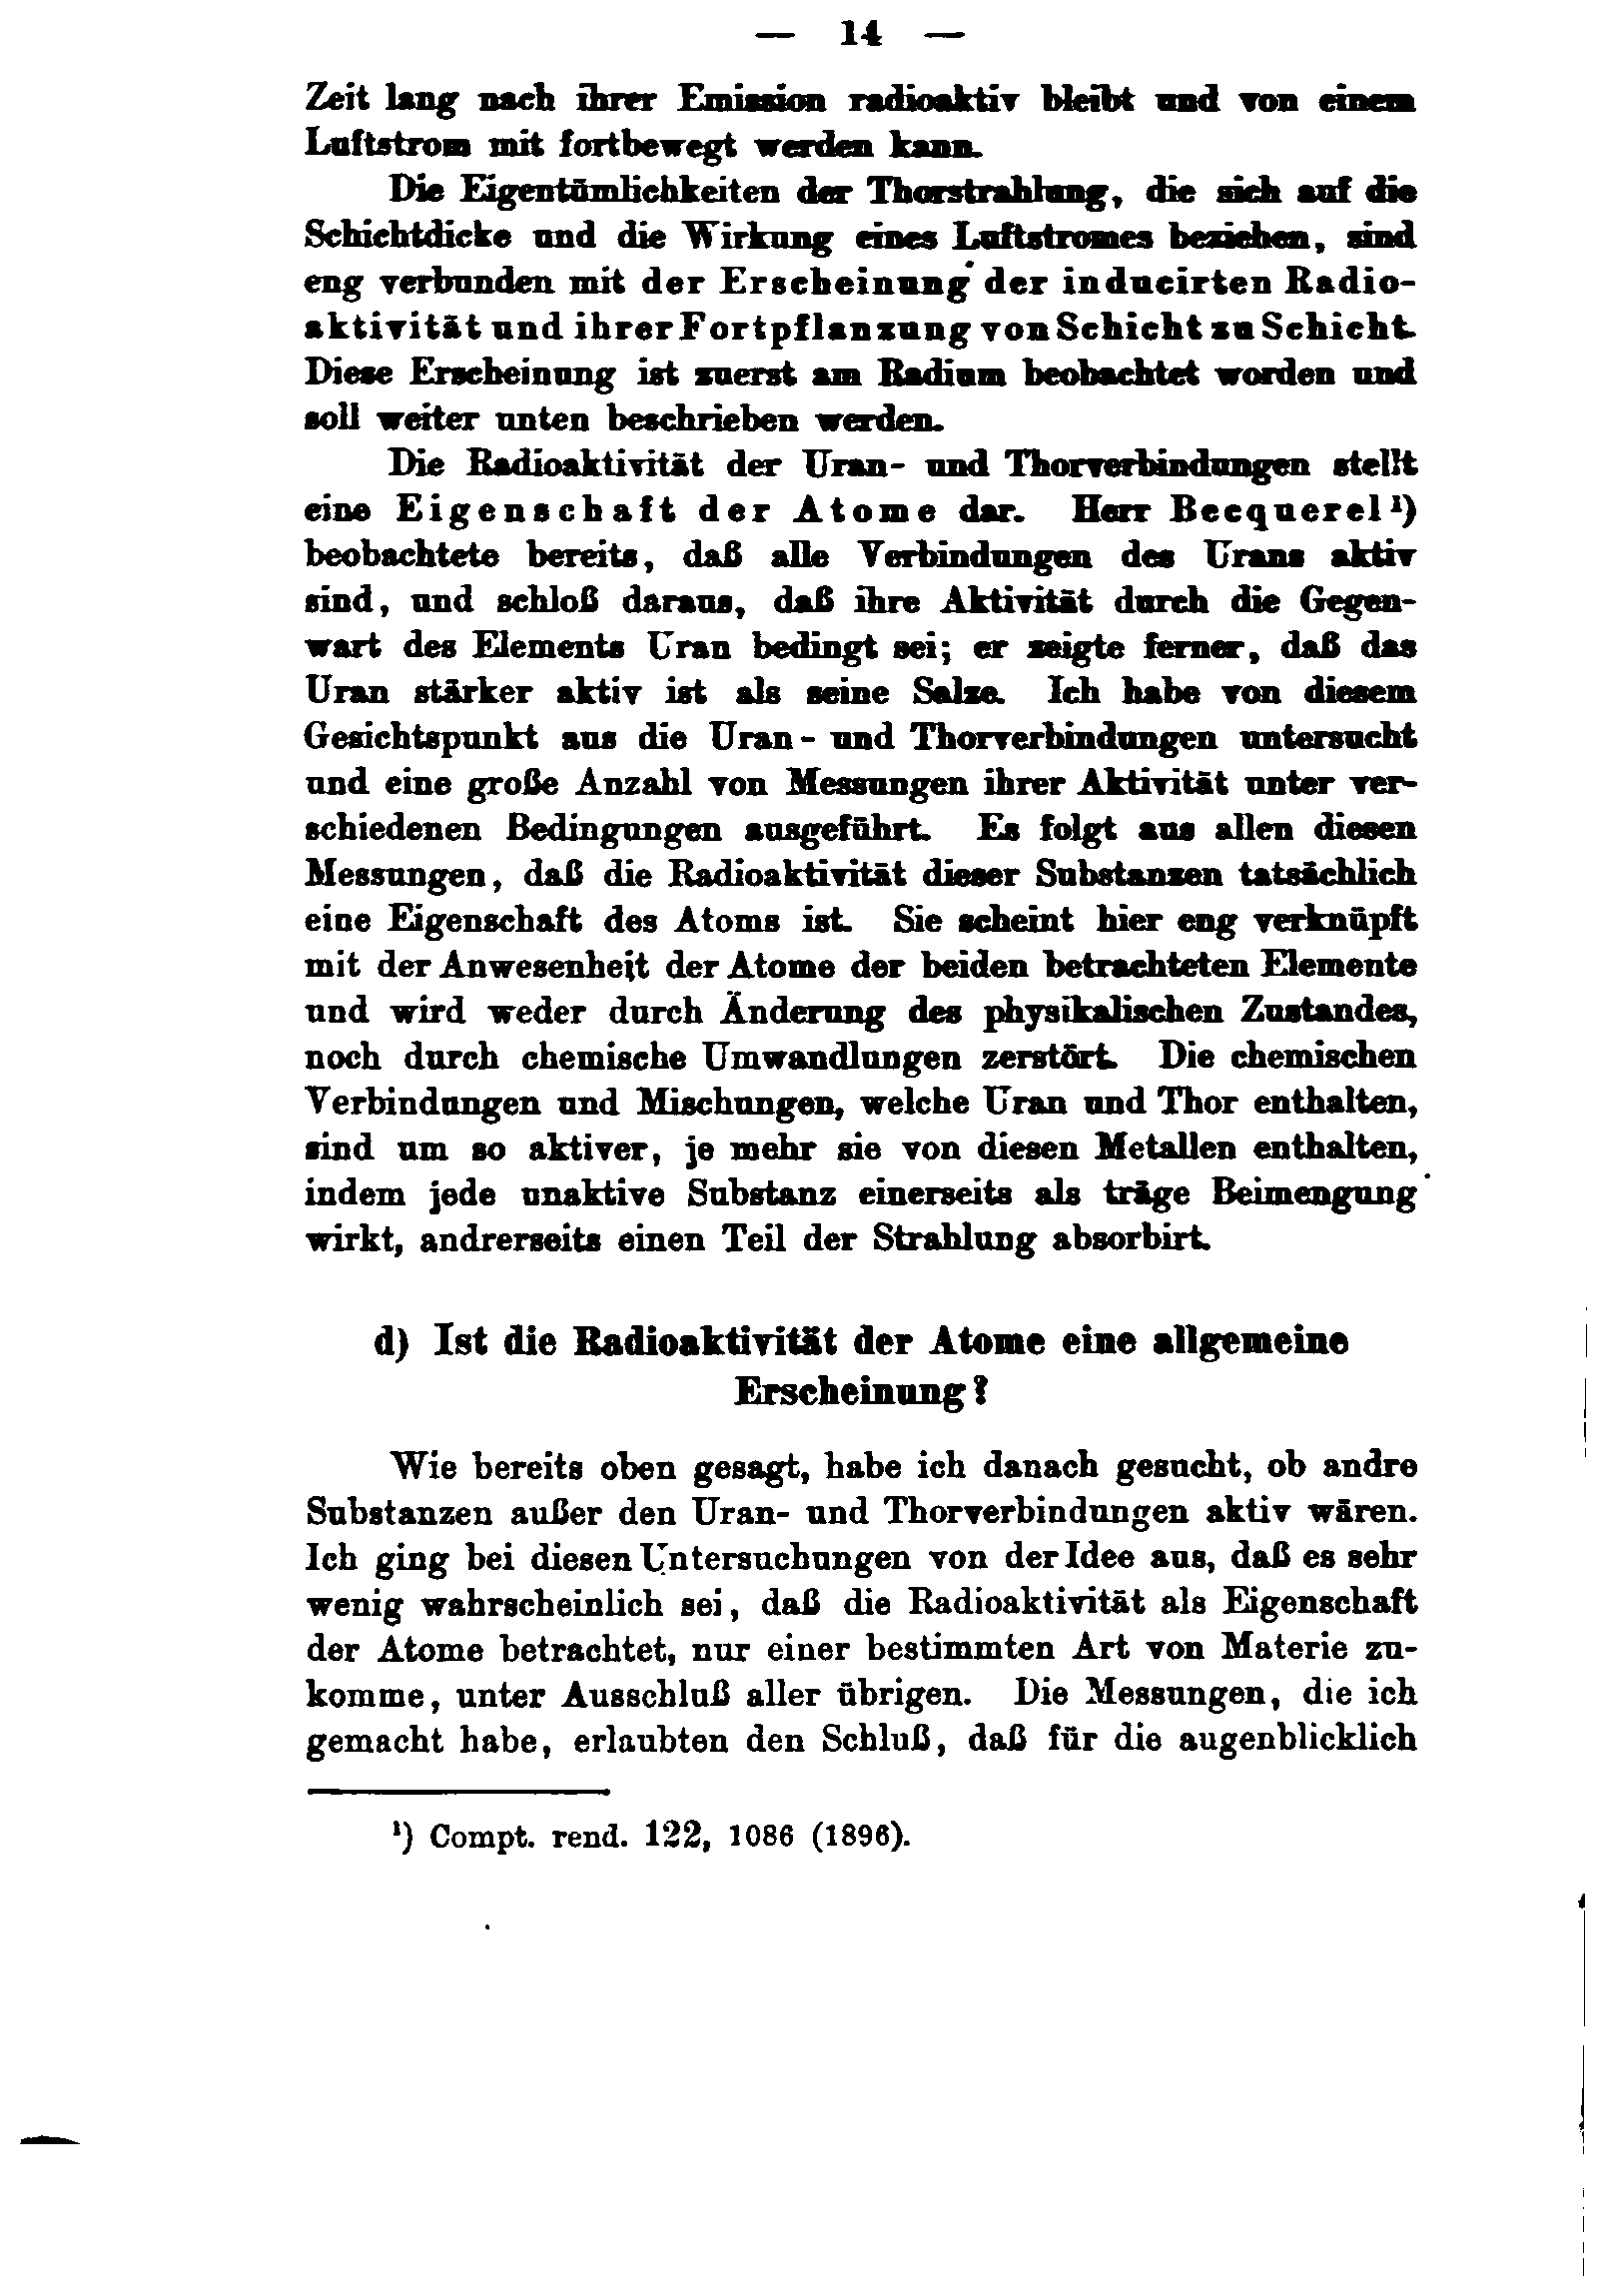 — 14 —
Zeit lang nach ihrer Emission radioaktiv bleibt und von einem
Luftstrom mit fortbewegt werden kann.
Die Eigentümlichkeiten der Thorstrahlung, die sich auf die
Schichtdicke und die Wirkung eines Luftstromes beziehen, sind
eng verbunden mit der Erscheinung der inducirten Radio-
aktivität und ihrer Fortpflanzung von Schicht zu Schicht.
Diese Erscheinung ist zuerst am Radium beobachtet worden und
soll weiter unten beschrieben werden.
Die Radioaktivität der Uran- und Thorverbindungen stellt
eine Eigenschaft der Atome dar. Herr Becquerel¹)
beobachtete bereits, daß alle Verbindungen des Urans aktiv
sind, und schloß daraus, daß ihre Aktivität durch die Gegen-
wart des Elements Uran bedingt sei; er zeigte ferner, daß das
Uran stärker aktiv ist als seine Salze. Ich habe von diesem
Gesichtspunkt aus die Uran- und Thorverbindungen untersucht
und eine große Anzahl von Messungen ihrer Aktivität unter ver-
schiedenen Bedingungen ausgeführt. Es folgt aus allen diesen
Messungen, daß die Radioaktivität dieser Substanzen tatsächlich
eine Eigenschaft des Atoms ist. Sie scheint hier eng verknüpft
mit der Anwesenheit der Atome der beiden betrachteten Elemente
und wird weder durch Änderung des physikalischen Zustandes,
noch durch chemische Umwandlungen zerstört. Die chemischen
Verbindungen und Mischungen, welche Uran und Thor enthalten,
sind um so aktiver, je mehr sie von diesen Metallen enthalten,
indem jede unaktive Substanz einerseits als träge Beimengung
wirkt, andrerseits einen Teil der Strahlung absorbirt.
d) Ist die Radioaktivität der Atome eine allgemeine
Erscheinung?
Wie bereits oben gesagt, habe ich danach gesucht, ob andre
Substanzen außer den Uran- und Thorverbindungen aktiv wären.
Ich ging bei diesen Untersuchungen von der Idee aus, daß es sehr
wenig wahrscheinlich sei, daß die Radioaktivität als Eigenschaft
der Atome betrachtet, nur einer bestimmten Art von Materie zu-
komme, unter Ausschluß aller übrigen. Die Messungen, die ich
gemacht habe, erlaubten den Schluß, daß für die augenblicklich
¹) Compt. rend. 122, 1086 (1896).